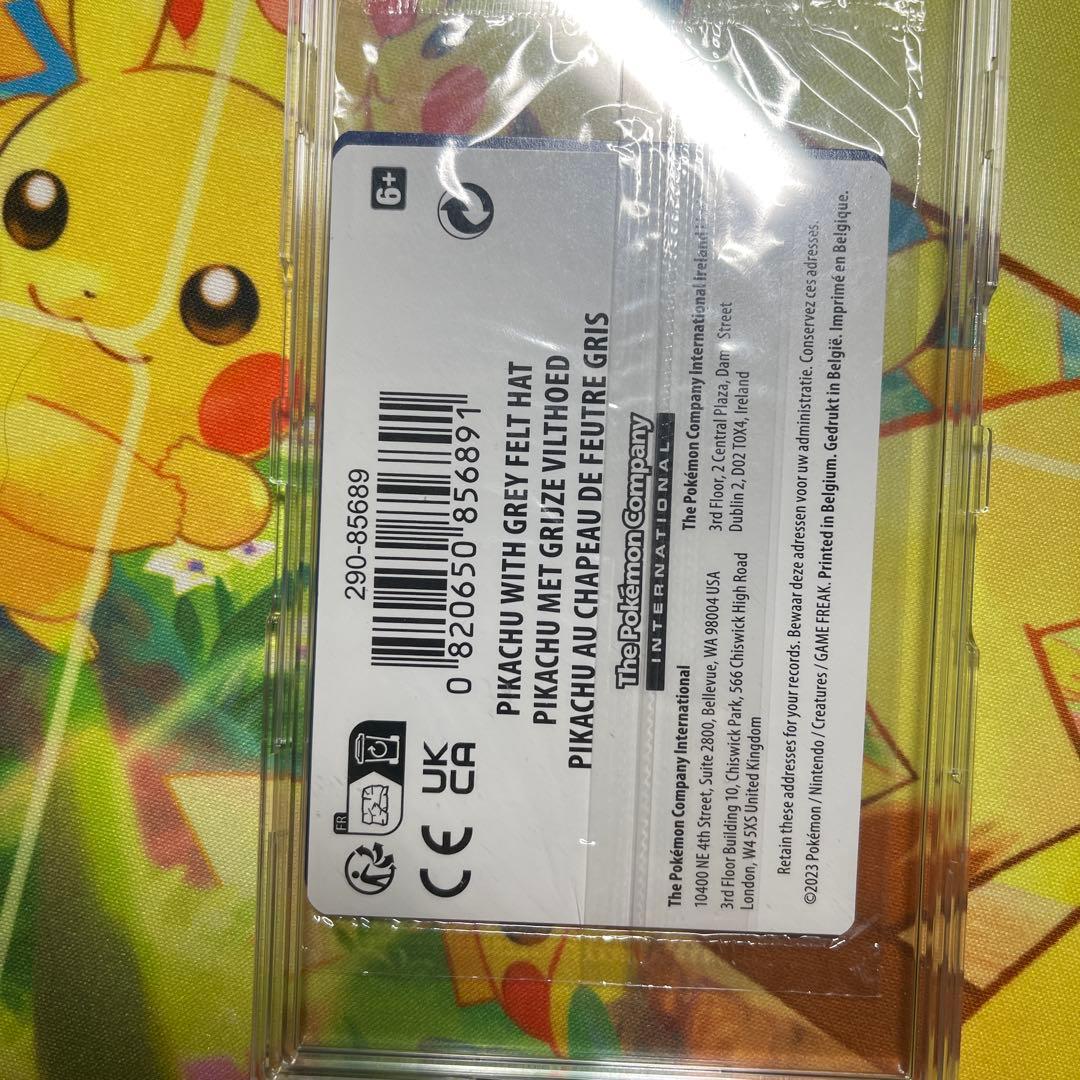 6+
290-85689
0 820650 856891
FR
CE UK CA
PIKACHU WITH GREY FELT HAT
PIKACHU MET GRIJZE VILTHOED
PIKACHU AU CHAPEAU DE FEUTRE GRIS
The Pokémon Company
INTERNATIONAL
The Pokémon Company International
10400 NE 4th Street, Suite 2800, Bellevue, WA 98004 USA
3rd Floor Building 10, Chiswick Park, 566 Chiswick High Road
London, W4 5XS United Kingdom
The Pokémon Company International Ireland
3rd Floor, 2 Central Plaza, Dame Street
Dublin 2, D02 T0X4, Ireland
Retain these addresses for your records. Bewaar deze adressen voor uw administratie. Conservez ces adresses.
©2023 Pokémon / Nintendo / Creatures / GAME FREAK. Printed in Belgium. Gedrukt in België. Imprimé en Belgique.